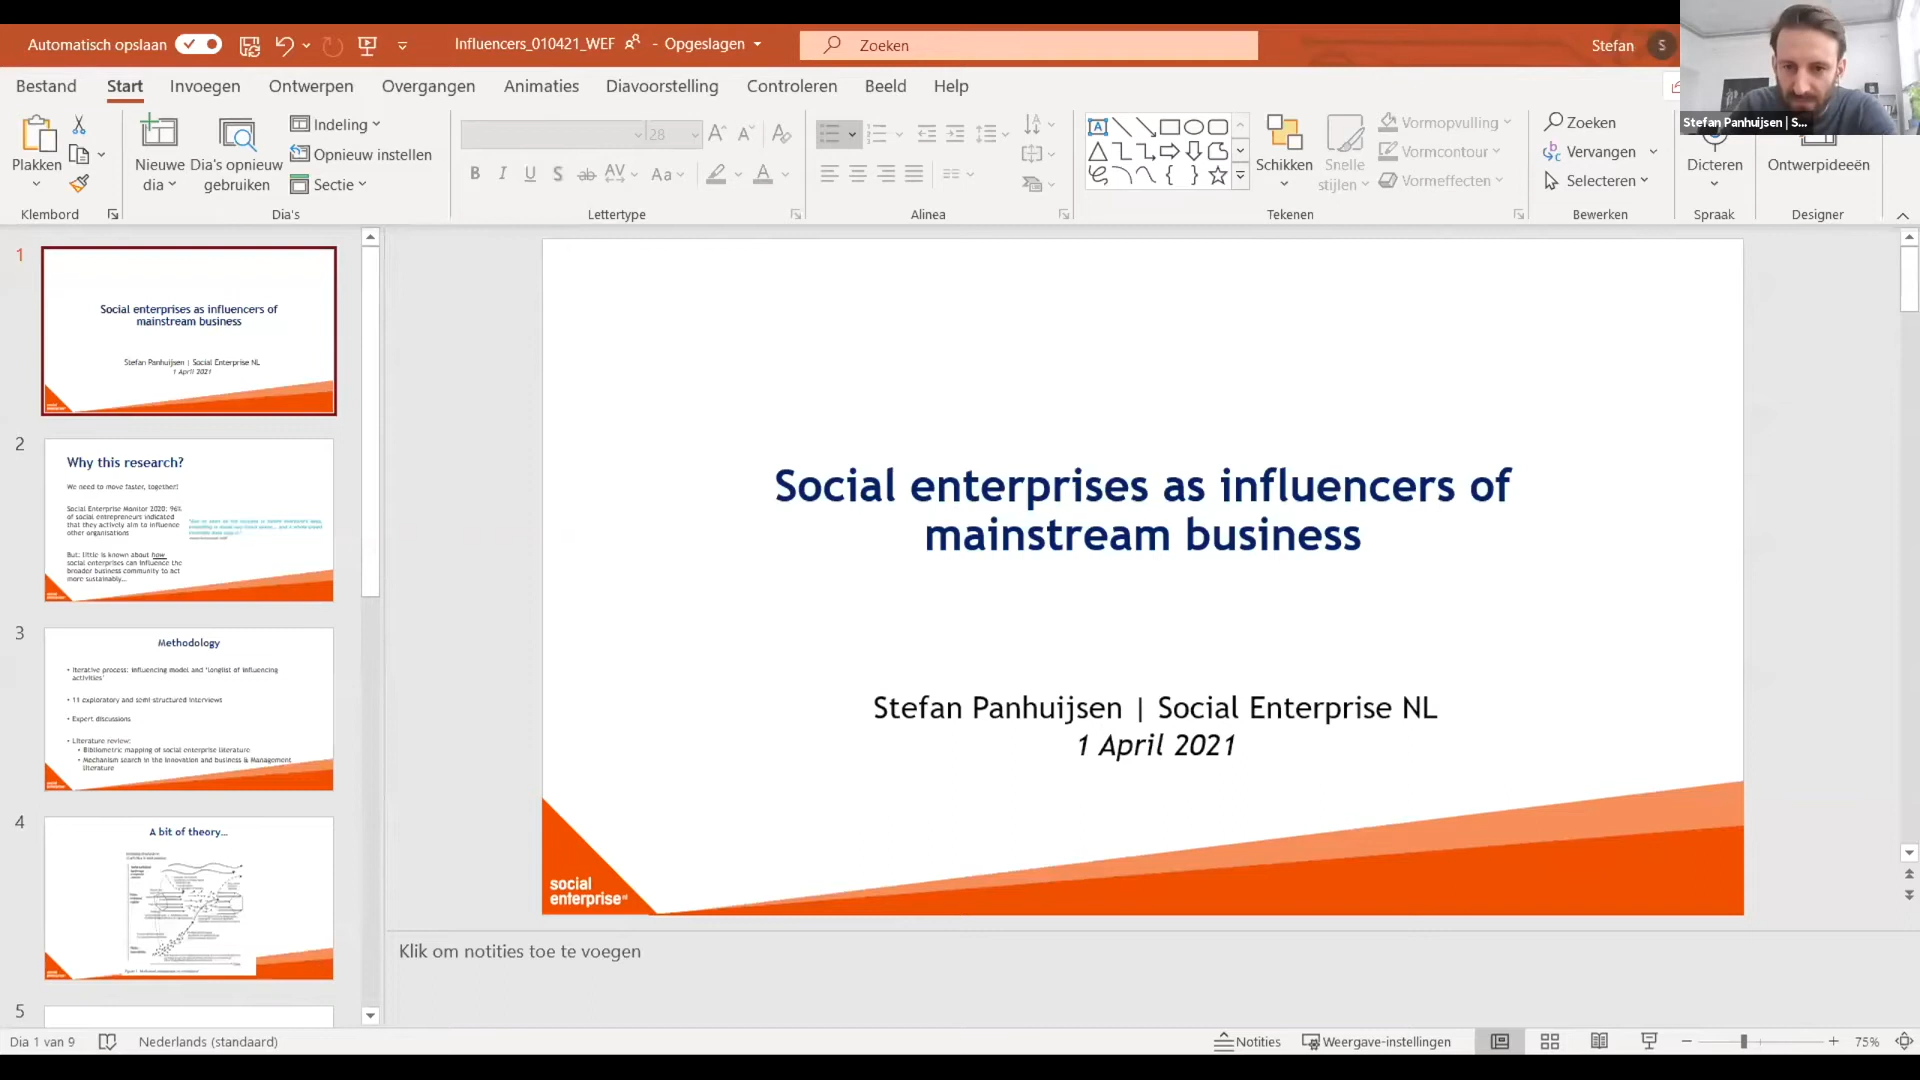 Automatisch opslaan
Influencers_010421_WEF - Opgeslagen
Zoeken
Stefan
S
Bestand Start Invoegen Ontwerpen Overgangen Animaties Diavoorstelling Controleren Beeld Help
Stefan Panhuijsen | S...
Plakken
Klembord
Nieuwe dia
Dia's opnieuw gebruiken
Indeling
Opnieuw instellen
Sectie
Dia's
28
Lettertype
Alinea
Schikken
Snelle stijlen
Vormopvulling
Vormcontour
Vormeffecten
Tekenen
Zoeken
Vervangen
Selecteren
Bewerken
Dicteren
Spraak
Ontwerpideeën
Designer
1
Social enterprises as influencers of
mainstream business
Stefan Panhuijsen | Social Enterprise NL
1 April 2021
2
Why this research?
We need to move faster, together!
Social Enterprise Monitor 2020: 96%
of social entrepreneurs indicated
that they actively aim to influence
other organisations
But: little is known about how
social enterprises can influence the
broader business community to act
more sustainably...
3
Methodology
• Iterative process: influencing model and 'longlist of influencing
activities'
• 11 exploratory and semi-structured interviews
• Expert discussions
• Literature review:
• Bibliometric mapping of social enterprise literature
• Mechanism search in the innovation and business & Management
literature
4
A bit of theory...
5
Social enterprises as influencers of
mainstream business
Stefan Panhuijsen | Social Enterprise NL
1 April 2021
social
enterprise
Klik om notities toe te voegen
Dia 1 van 9
Nederlands (standaard)
Notities
Weergave-instellingen
75%